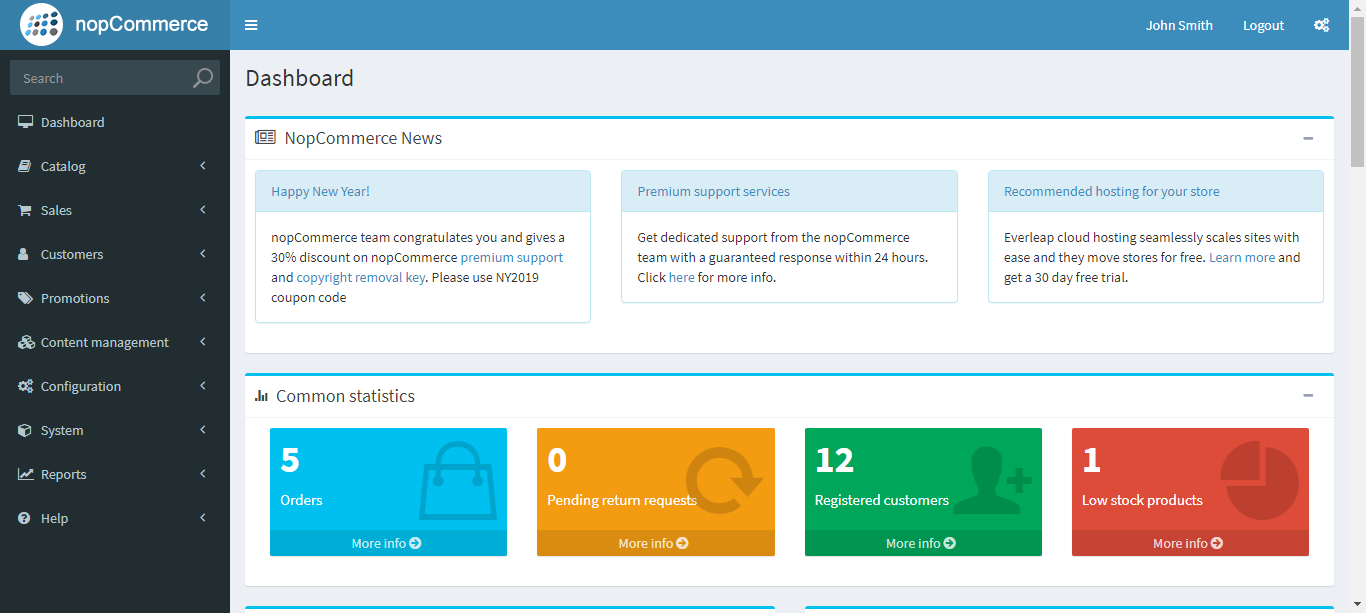 nopCommerce
John Smith
Logout
Search
Dashboard
Catalog
Sales
Customers
Promotions
Content management
Configuration
System
Reports
Help
Dashboard
NopCommerce News
Happy New Year!
nopCommerce team congratulates you and gives a
30% discount on nopCommerce premium support
and copyright removal key. Please use NY2019
coupon code
Premium support services
Get dedicated support from the nopCommerce
team with a guaranteed response within 24 hours.
Click here for more info.
Recommended hosting for your store
Everleap cloud hosting seamlessly scales sites with
ease and they move stores for free. Learn more and
get a 30 day free trial.
Common statistics
5
Orders
More info
0
Pending return requests
More info
12
Registered customers
More info
1
Low stock products
More info